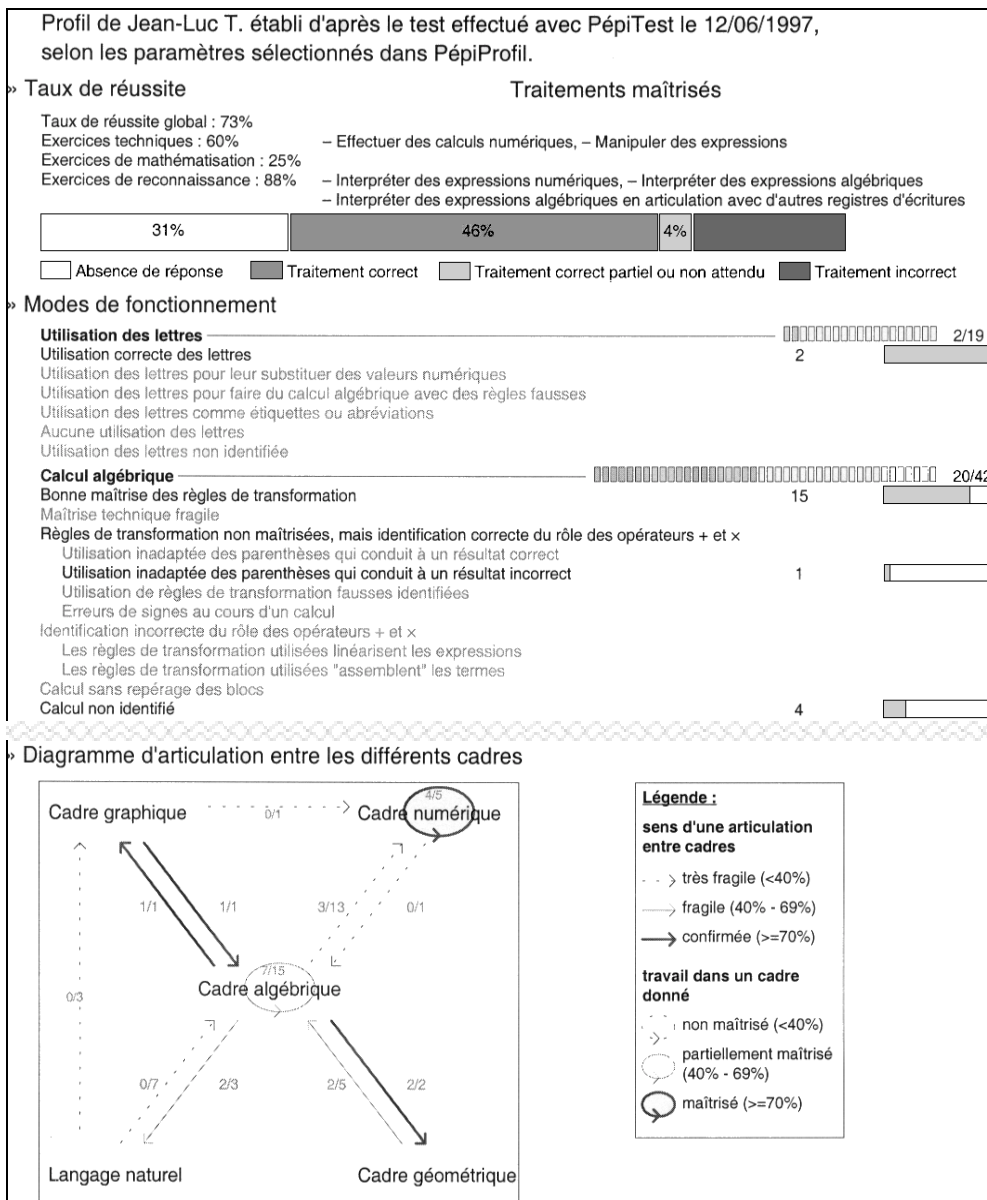 Profil de Jean-Luc T. établi d'après le test effectué avec PépiTest le 12/06/1997,
selon les paramètres sélectionnés dans PépiProfil.
» Taux de réussite Traitements maîtrisés
Taux de réussite global : 73%
Exercices techniques : 60% – Effectuer des calculs numériques, – Manipuler des expressions
Exercices de mathématisation : 25%
Exercices de reconnaissance : 88% – Interpréter des expressions numériques, – Interpréter des expressions algébriques
– Interpréter des expressions algébriques en articulation avec d'autres registres d'écritures
31% 46% 4%
Absence de réponse Traitement correct Traitement correct partiel ou non attendu Traitement incorrect
» Modes de fonctionnement
Utilisation des lettres 2/19
Utilisation correcte des lettres 2
Utilisation des lettres pour leur substituer des valeurs numériques
Utilisation des lettres pour faire du calcul algébrique avec des règles fausses
Utilisation des lettres comme étiquettes ou abréviations
Aucune utilisation des lettres
Utilisation des lettres non identifiée
Calcul algébrique 20/42
Bonne maîtrise des règles de transformation 15
Maîtrise technique fragile
Règles de transformation non maîtrisées, mais identification correcte du rôle des opérateurs + et ×
Utilisation inadaptée des parenthèses qui conduit à un résultat correct
Utilisation inadaptée des parenthèses qui conduit à un résultat incorrect 1
Utilisation de règles de transformation fausses identifiées
Erreurs de signes au cours d'un calcul
Identification incorrecte du rôle des opérateurs + et ×
Les règles de transformation utilisées linéarisent les expressions
Les règles de transformation utilisées "assemblent" les termes
Calcul sans repérage des blocs
Calcul non identifié 4
» Diagramme d'articulation entre les différents cadres
4/5
Cadre graphique 0/1 Cadre numérique
1/1 1/1 3/13 0/1
7/15
Cadre algébrique
0/3
0/7 2/3 2/5 2/2
Langage naturel Cadre géométrique
Légende :
sens d'une articulation
entre cadres
très fragile (<40%)
fragile (40% - 69%)
confirmée (>=70%)
travail dans un cadre
donné
non maîtrisé (<40%)
partiellement maîtrisé
(40% - 69%)
maîtrisé (>=70%)